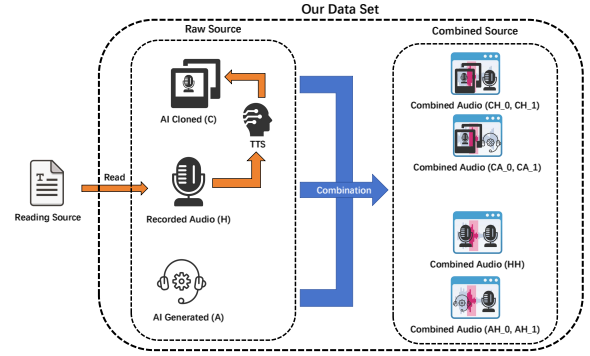 Our Data Set
Raw Source
Combined Source
AI Cloned (C)
TTS
Combined Audio (CH_0, CH_1)
Combined Audio (CA_0, CA_1)
T
Read
Reading Source
Recorded Audio (H)
Combination
Combined Audio (HH)
AI Generated (A)
Combined Audio (AH_0, AH_1)